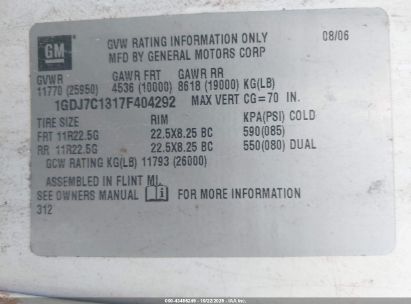 GM
GVW RATING INFORMATION ONLY 08/06
MFD BY GENERAL MOTORS CORP
GVWR GAWR FRT GAWR RR
11770 (25950) 4536 (10000) 8618 (19000) KG(LB)
1GDJ7C1317F404292 MAX VERT CG=70 IN.
TIRE SIZE RIM KPA(PSI) COLD
FRT 11R22.5G 22.5X8.25 BC 590(085)
RR 11R22.5G 22.5X8.25 BC 550(080) DUAL
GCW RATING KG(LB) 11793 (26000)
ASSEMBLED IN FLINT MI.
SEE OWNERS MANUAL i FOR MORE INFORMATION
312